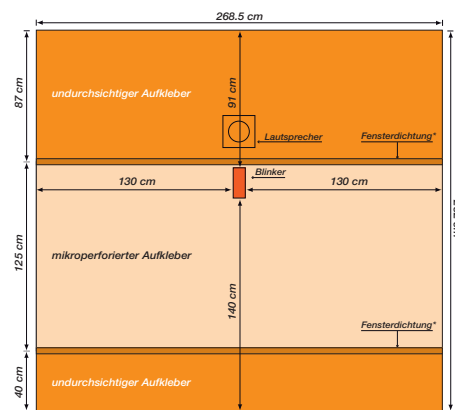 268.5 cm
87 cm
91 cm
undurchsichtiger Aufkleber
Lautsprecher
Fensterdichtung*
Blinker
130 cm
130 cm
125 cm
mikroperforierter Aufkleber
140 cm
Fensterdichtung*
40 cm
undurchsichtiger Aufkleber